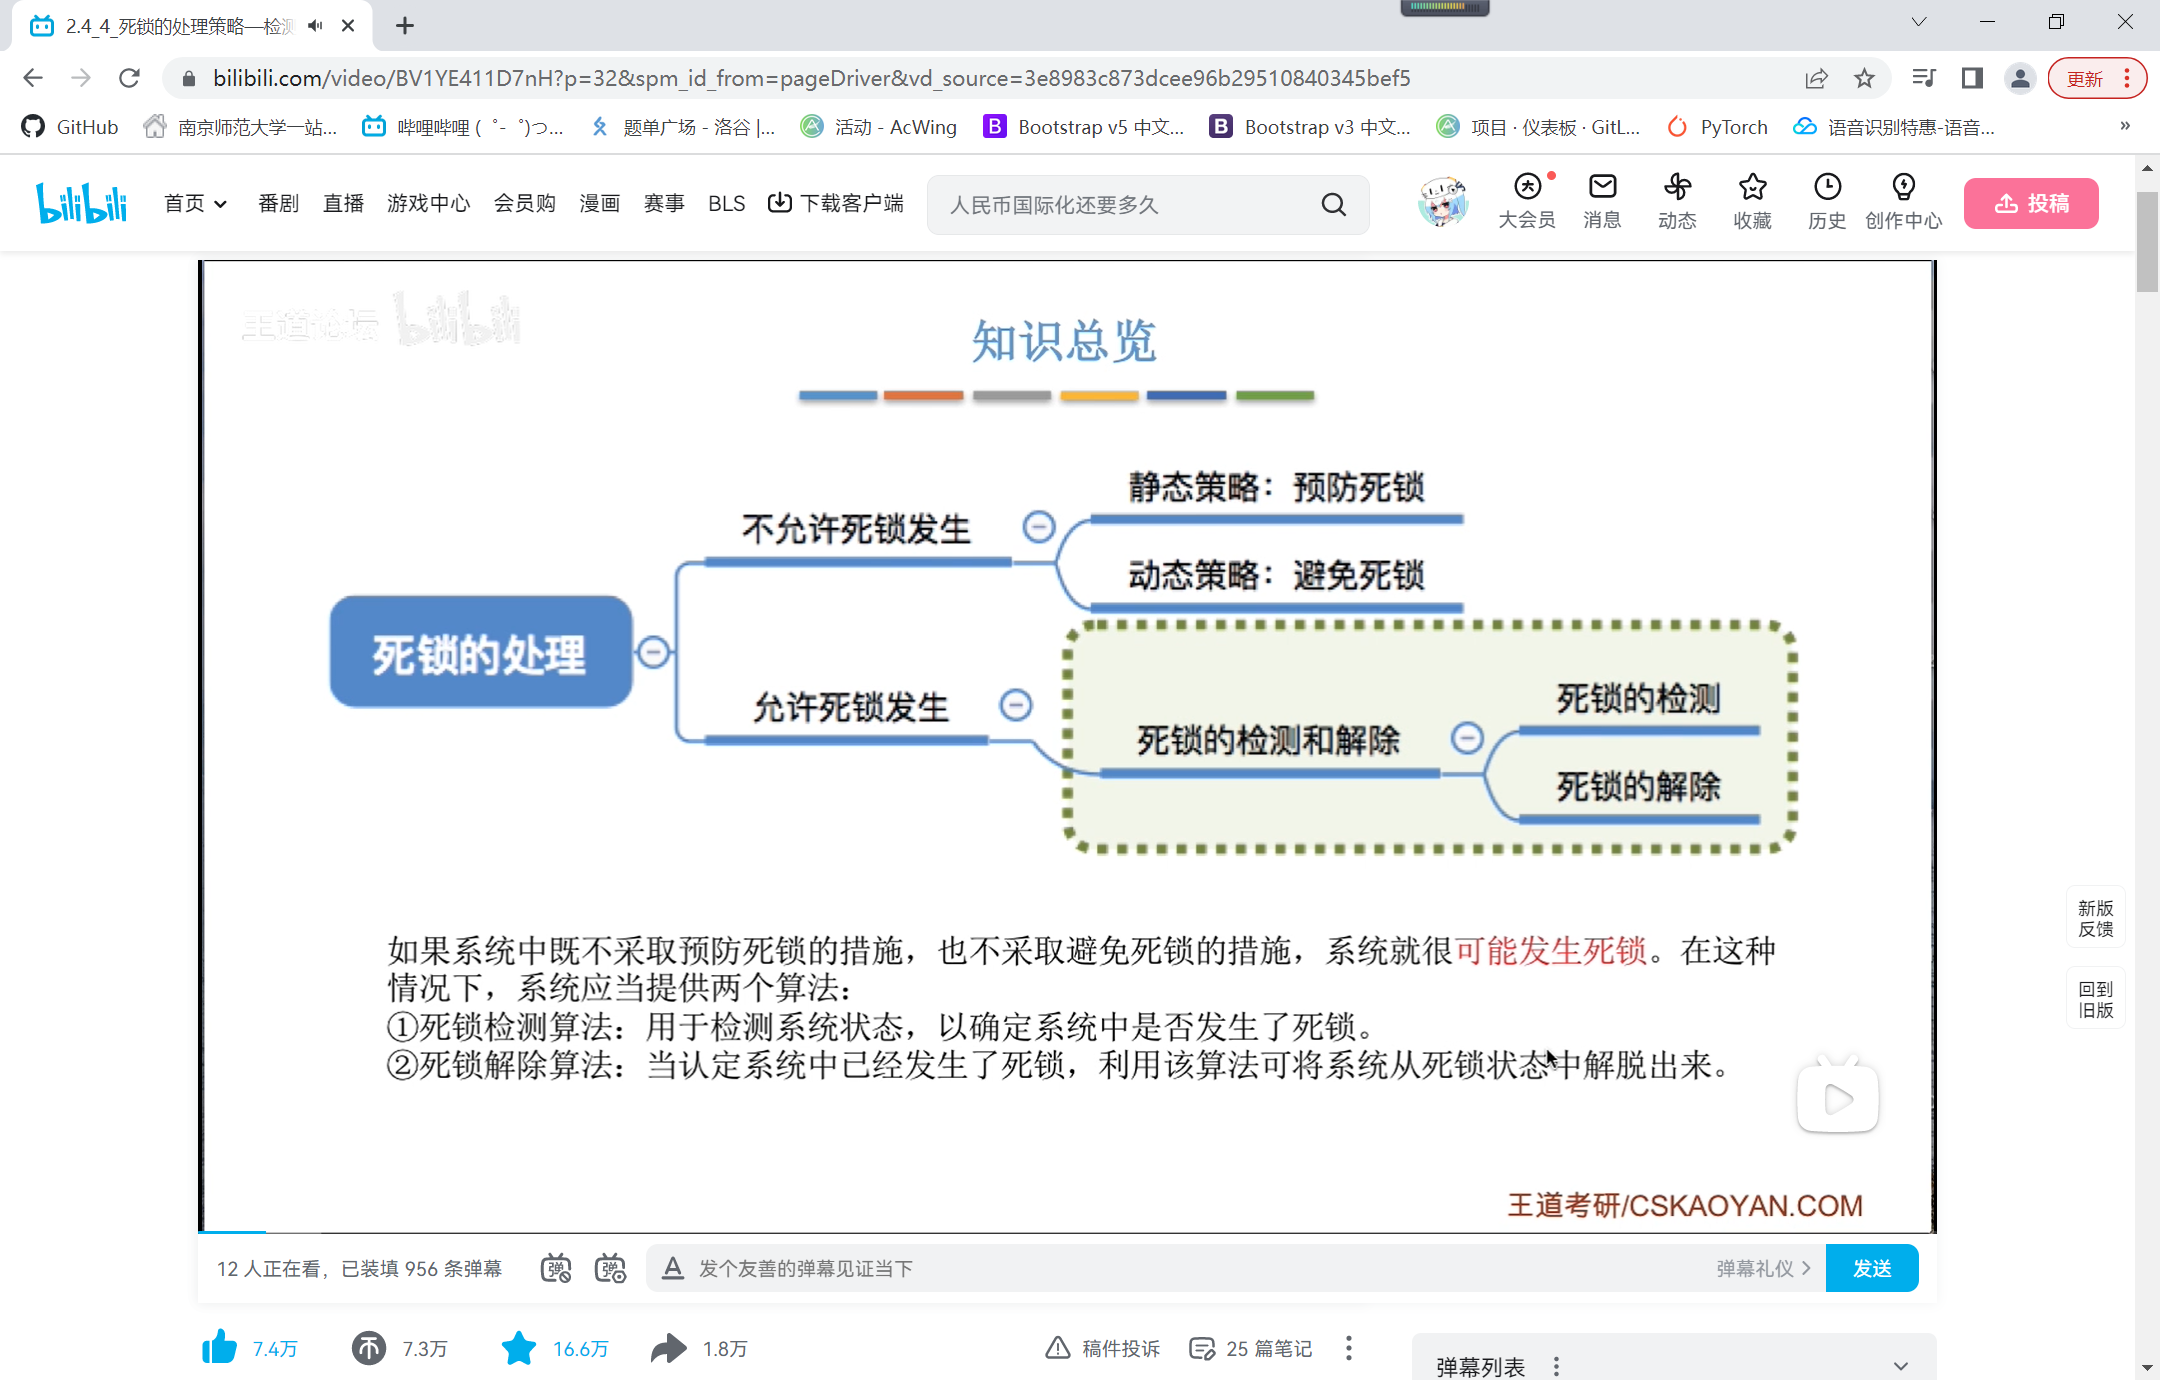 2.4_4_死锁的处理策略—检测
bilibili.com/video/BV1YE411D7nH?p=32&spm_id_from=pageDriver&vd_source=3e8983c873dcee96b29510840345bef5
更新
GitHub 南京师范大学一站... 哔哩哔哩 (゜-゜)つ... 题单广场 - 洛谷 |... 活动 - AcWing Bootstrap v5 中文... Bootstrap v3 中文... 项目 · 仪表板 · GitL... PyTorch 语音识别特惠-语音... »
bilibili 首页 番剧 直播 游戏中心 会员购 漫画 赛事 BLS 下载客户端 人民币国际化还要多久 大会员 消息 动态 收藏 历史 创作中心 投稿
王道论坛 bilibili
知识总览
静态策略：预防死锁
不允许死锁发生
动态策略：避免死锁
死锁的处理
允许死锁发生
死锁的检测
死锁的检测和解除
死锁的解除
如果系统中既不采取预防死锁的措施，也不采取避免死锁的措施，系统就很可能发生死锁。在这种
情况下，系统应当提供两个算法：
①死锁检测算法：用于检测系统状态，以确定系统中是否发生了死锁。
②死锁解除算法：当认定系统中已经发生了死锁，利用该算法可将系统从死锁状态中解脱出来。
新版
反馈
回到
旧版
王道考研/CSKAOYAN.COM
12 人正在看，已装填 956 条弹幕 弹 弹 A 发个友善的弹幕见证当下 弹幕礼仪 发送
7.4万 7.3万 16.6万 1.8万 稿件投诉 25 篇笔记
弹幕列表